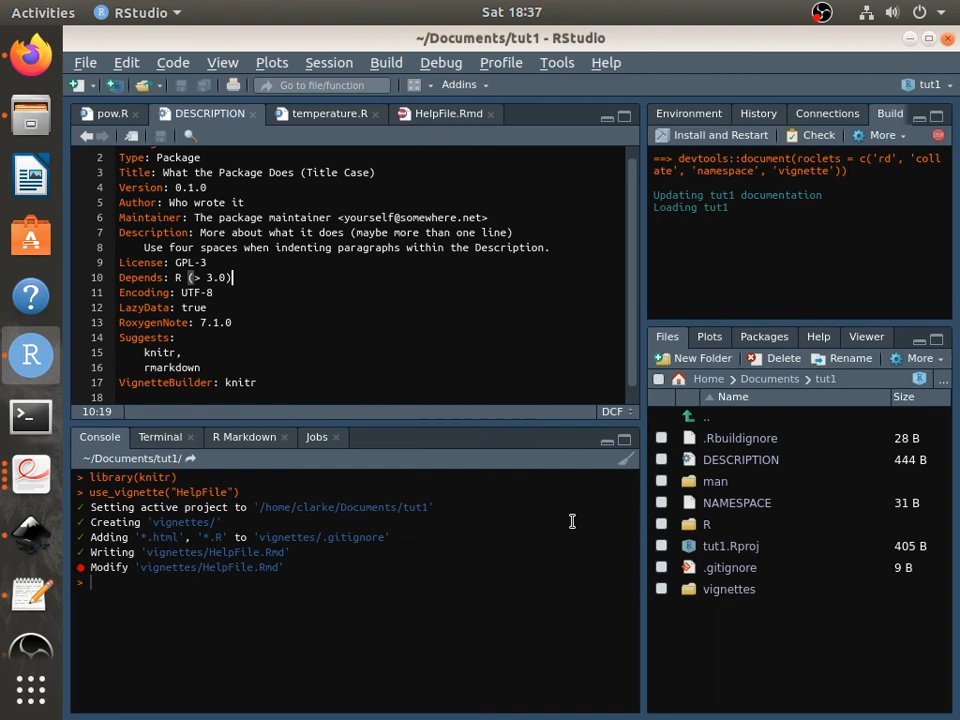 Activities RStudio Sat 18:37
~/Documents/tut1 - RStudio
File Edit Code View Plots Session Build Debug Profile Tools Help
Go to file/function Addins tut1
pow.R DESCRIPTION temperature.R HelpFile.Rmd
2 Type: Package
3 Title: What the Package Does (Title Case)
4 Version: 0.1.0
5 Author: Who wrote it
6 Maintainer: The package maintainer <yourself@somewhere.net>
7 Description: More about what it does (maybe more than one line)
8 Use four spaces when indenting paragraphs within the Description.
9 License: GPL-3
10 Depends: R (> 3.0)
11 Encoding: UTF-8
12 LazyData: true
13 RoxygenNote: 7.1.0
14 Suggests:
15 knitr,
16 rmarkdown
17 VignetteBuilder: knitr
18
10:19 DCF
Console Terminal R Markdown Jobs
~/Documents/tut1/
> library(knitr)
> use_vignette("HelpFile")
✓ Setting active project to '/home/clarke/Documents/tut1'
✓ Creating 'vignettes/'
✓ Adding '*.html', '*.R' to 'vignettes/.gitignore'
✓ Writing 'vignettes/HelpFile.Rmd'
● Modify 'vignettes/HelpFile.Rmd'
>
Environment History Connections Build
Install and Restart Check More
==> devtools::document(roclets = c('rd', 'coll
ate', 'namespace', 'vignette'))
Updating tut1 documentation
Loading tut1
Files Plots Packages Help Viewer
New Folder Delete Rename More
Home Documents tut1 ...
Name Size
..
.Rbuildignore 28 B
DESCRIPTION 444 B
man
NAMESPACE 31 B
R
tut1.Rproj 405 B
.gitignore 9 B
vignettes